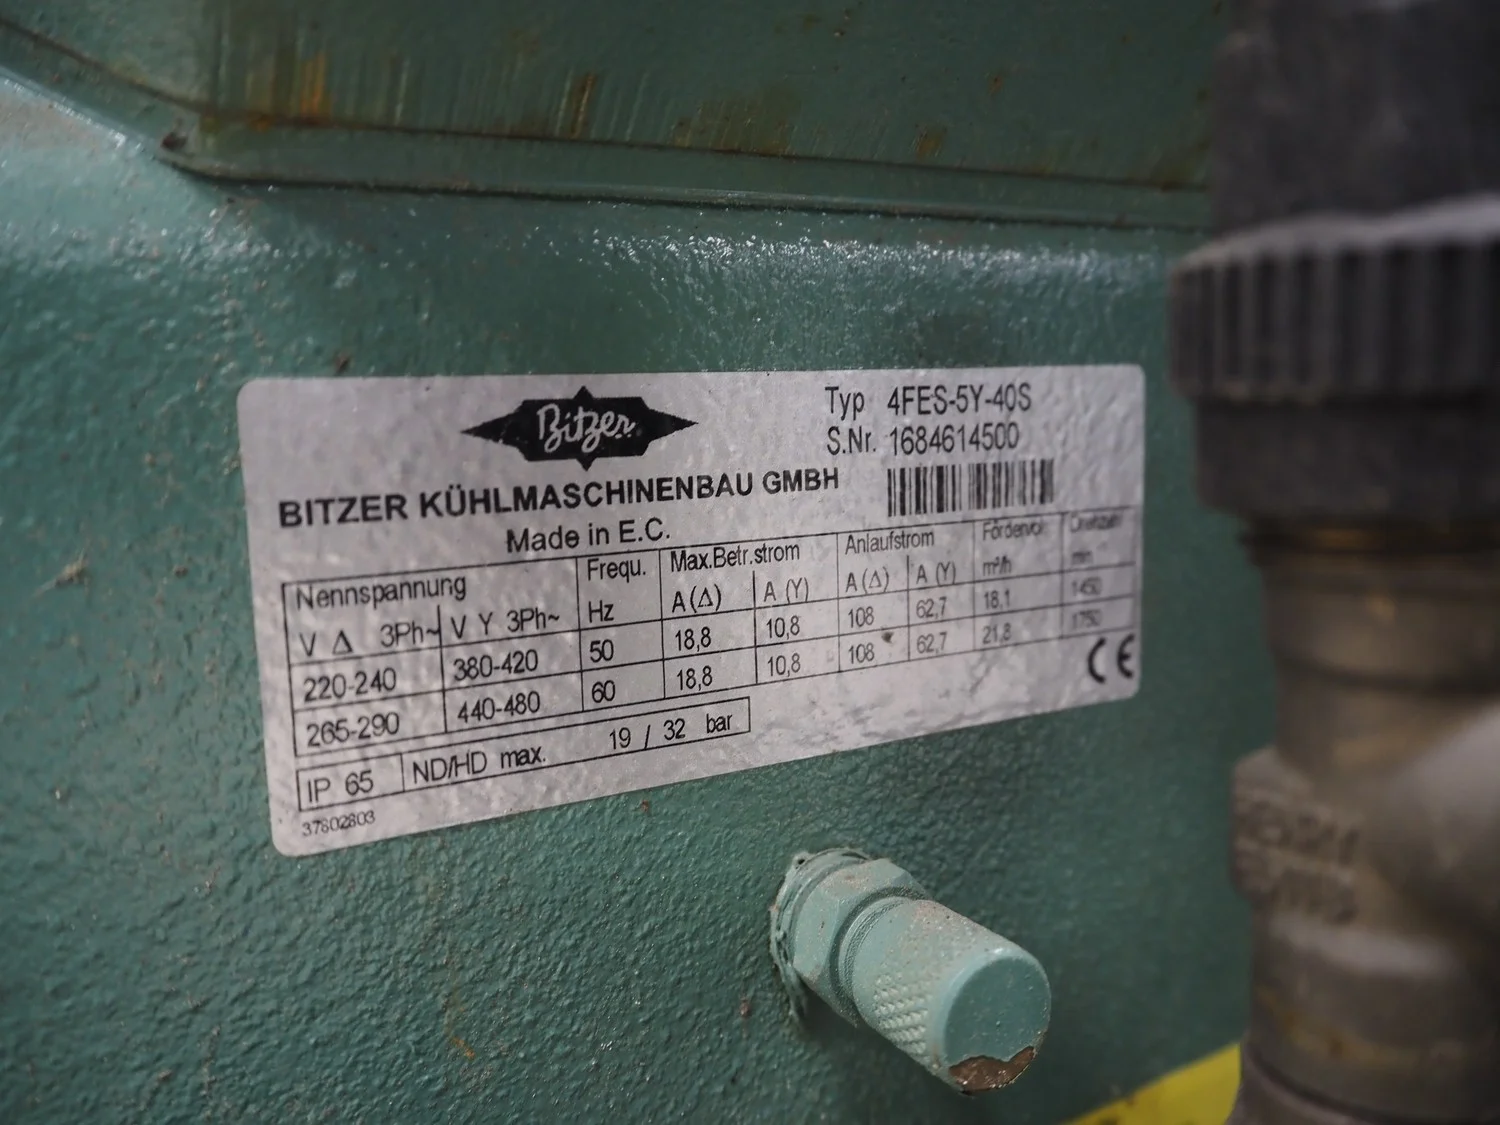 Bitzer
Typ 4FES-5Y-40S
S.Nr. 1684614500
BITZER KÜHLMASCHINENBAU GMBH
Made in E.C.
Nennspannung Frequ. Max.Betr.strom Anlaufstrom Fördervol Drehzahl
V Δ 3Ph~ V Y 3Ph~ Hz A (Δ) A (Y) A (Δ) A (Y) m³/h min
220-240 380-420 50 18,8 10,8 108 62,7 18,1 1450
265-290 440-480 60 18,8 10,8 108 62,7 21,8 1750
IP 65 ND/HD max. 19 / 32 bar
CE
37802803